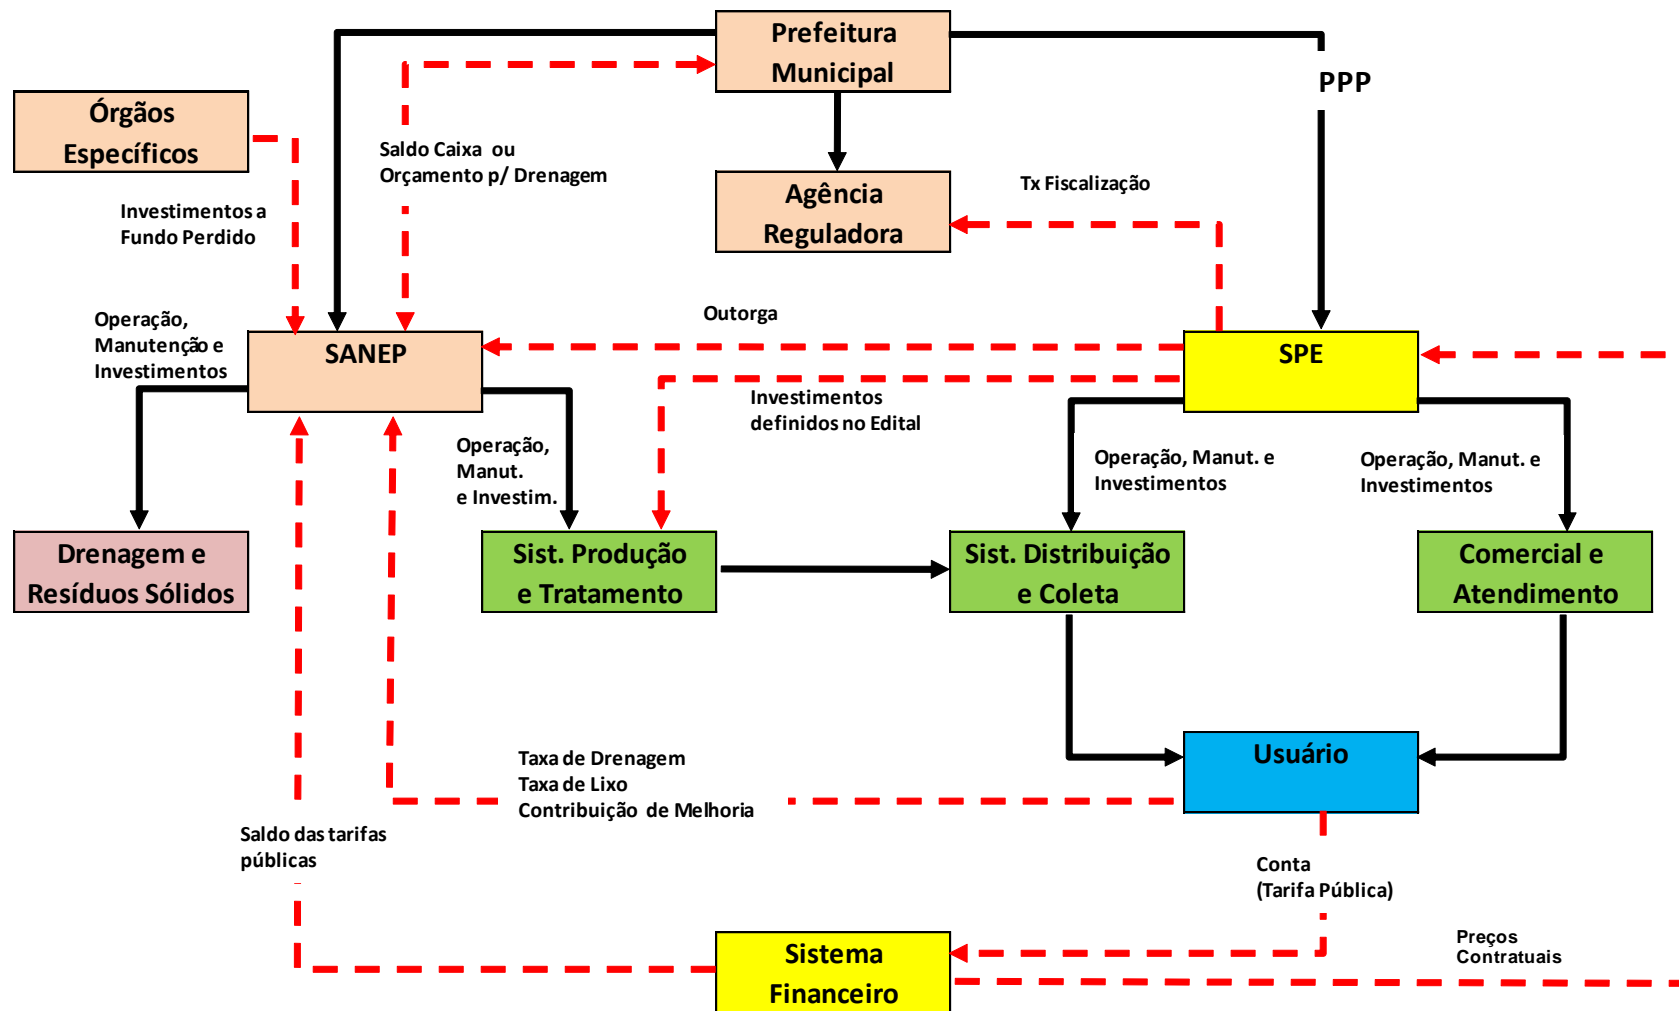 Prefeitura
Municipal
PPP
Órgãos
Específicos
Saldo Caixa ou
Orçamento p/ Drenagem
Agência
Reguladora
Tx Fiscalização
Investimentos a
Fundo Perdido
Operação,
Manutenção e
Investimentos
SANEP
Outorga
SPE
Investimentos
definidos no Edital
Operação,
Manut.
e Investim.
Operação, Manut. e
Investimentos
Operação, Manut. e
Investimentos
Drenagem e
Resíduos Sólidos
Sist. Produção
e Tratamento
Sist. Distribuição
e Coleta
Comercial e
Atendimento
Taxa de Drenagem
Taxa de Lixo
Contribuição de Melhoria
Usuário
Saldo das tarifas
públicas
Conta
(Tarifa Pública)
Sistema
Financeiro
Preços
Contratuais